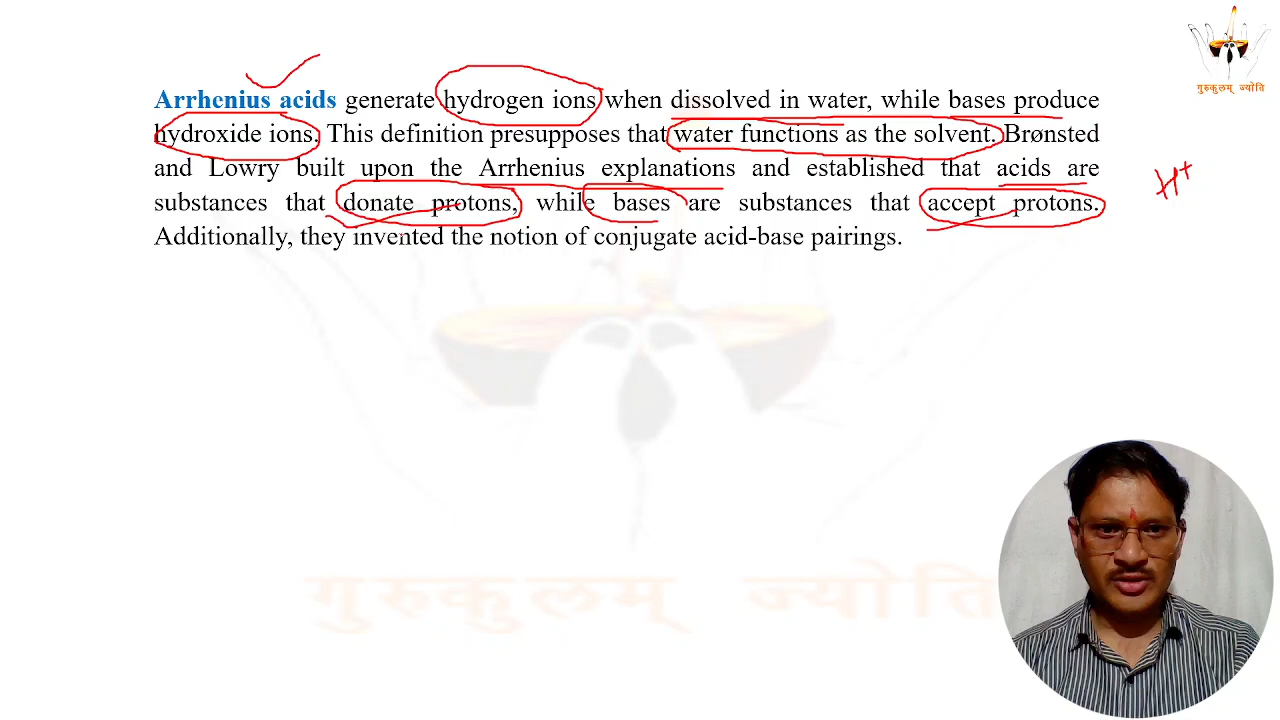 गुरुकुलम् ज्योति
Arrhenius acids generate hydrogen ions when dissolved in water, while bases produce
hydroxide ions. This definition presupposes that water functions as the solvent. Brønsted
and Lowry built upon the Arrhenius explanations and established that acids are
substances that donate protons, while bases are substances that accept protons.
Additionally, they invented the notion of conjugate acid-base pairings.
H+
गुरुकुलम् ज्योति